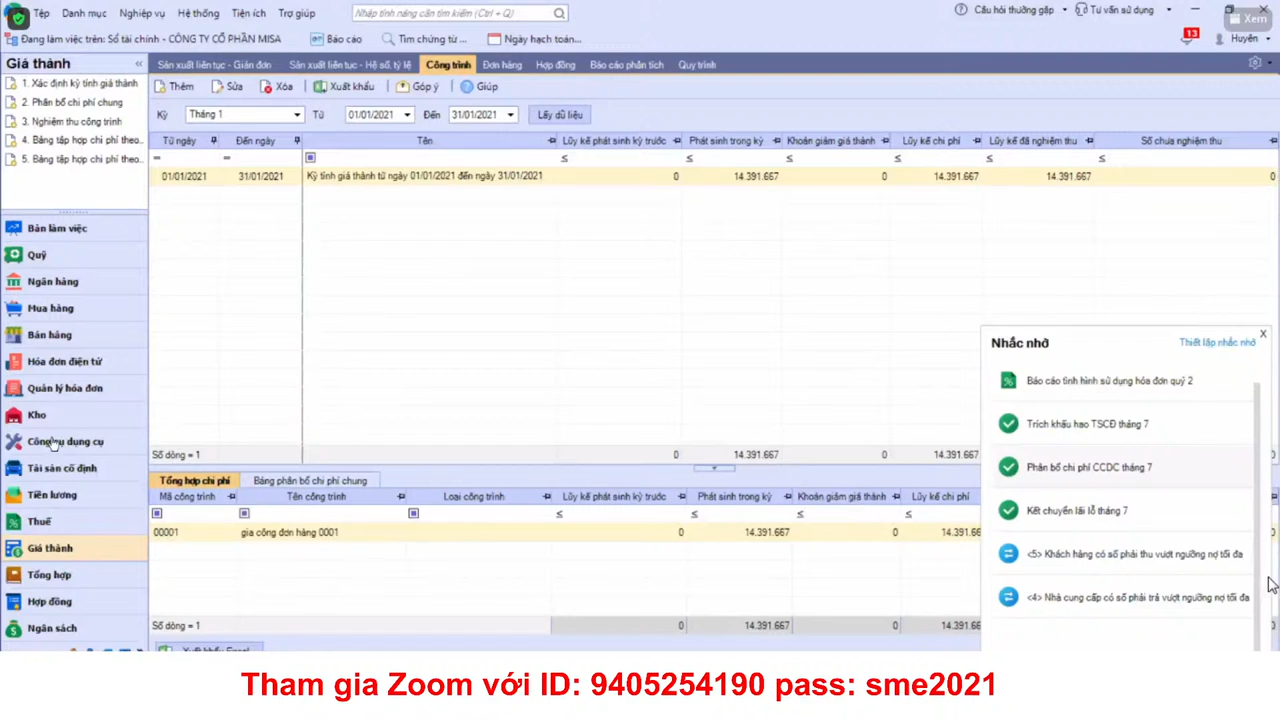 Tệp Danh mục Nghiệp vụ Hệ thống Tiện ích Trợ giúp Nhập tính năng cần tìm kiếm (Ctrl + Q) Câu hỏi thường gặp Tư vấn sử dụng
Xem
Đang làm việc trên: Sổ tài chính - CÔNG TY CỔ PHẦN MISA Báo cáo Tìm chứng từ ... Ngày hạch toán... 13 Huyên
Giá thành «
1. Xác định kỳ tính giá thành
2. Phân bổ chi phí chung
3. Nghiệm thu công trình
4. Bảng tập hợp chi phí theo...
5. Bảng tập hợp chi phí theo...
Bàn làm việc
Quỹ
Ngân hàng
Mua hàng
Bán hàng
Hóa đơn điện tử
Quản lý hóa đơn
Kho
Công cụ dụng cụ
Tài sản cố định
Tiền lương
Thuế
Giá thành
Tổng hợp
Hợp đồng
Ngân sách
Sản xuất liên tục - Giản đơn Sản xuất liên tục - Hệ số, tỷ lệ Công trình Đơn hàng Hợp đồng Báo cáo phân tích Quy trình
Thêm Sửa Xóa Xuất khẩu Góp ý Giúp
Kỳ Tháng 1 Từ 01/01/2021 Đến 31/01/2021 Lấy dữ liệu
Từ ngày Đến ngày Tên Lũy kế phát sinh kỳ trước Phát sinh trong kỳ Khoản giảm giá thành Lũy kế chi phí Lũy kế đã nghiệm thu Số chưa nghiệm thu
= = ≤ ≤ ≤ ≤ ≤ ≤
01/01/2021 31/01/2021 Kỳ tính giá thành từ ngày 01/01/2021 đến ngày 31/01/2021 0 14.391.667 0 14.391.667 14.391.667 0
Số dòng = 1 0 14.391.667 0 14.391.667
Tổng hợp chi phí Bảng phân bổ chi phí chung
Mã công trình Tên công trình Loại công trình Lũy kế phát sinh kỳ trước Phát sinh trong kỳ Khoản giảm giá thành Lũy kế chi phí
≤ ≤ ≤ ≤
00001 gia công đơn hàng 0001 0 14.391.667 0 14.391.66
Số dòng = 1 0 14.391.667 0 14.391.66
Xuất khẩu Excel
Nhắc nhở Thiết lập nhắc nhở X
Báo cáo tình hình sử dụng hóa đơn quý 2
Trích khấu hao TSCĐ tháng 7
Phân bổ chi phí CCDC tháng 7
Kết chuyển lãi lỗ tháng 7
<5> Khách hàng có số phải thu vượt ngưỡng nợ tối đa
<4> Nhà cung cấp có số phải trả vượt ngưỡng nợ tối đa
Tham gia Zoom với ID: 9405254190 pass: sme2021